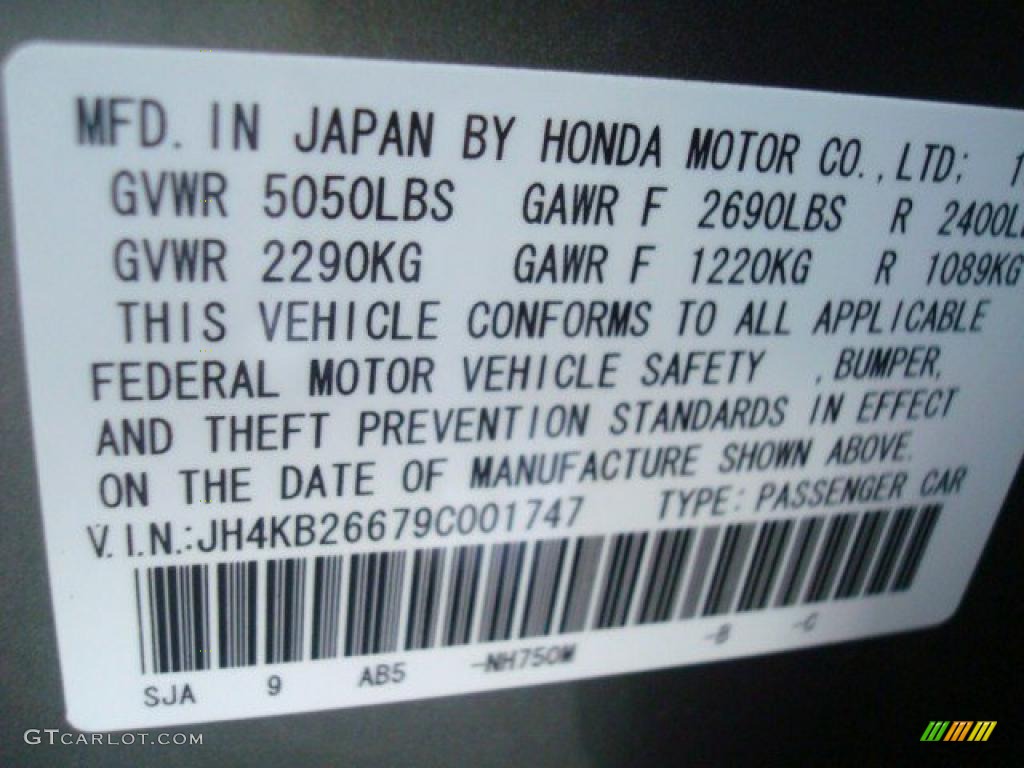 MFD. IN JAPAN BY HONDA MOTOR CO.,LTD; 1
GVWR 5050LBS GAWR F 2690LBS R 2400L
GVWR 2290KG GAWR F 1220KG R 1089KG
THIS VEHICLE CONFORMS TO ALL APPLICABLE
FEDERAL MOTOR VEHICLE SAFETY , BUMPER,
AND THEFT PREVENTION STANDARDS IN EFFECT
ON THE DATE OF MANUFACTURE SHOWN ABOVE.
V.I.N.:JH4KB26679C001747 TYPE: PASSENGER CAR
SJA 9 AB5 -NH750M -B -C
GTCARLOT.COM